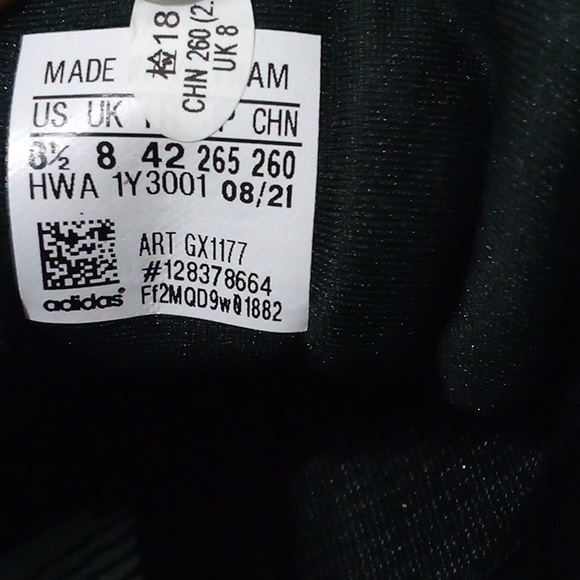 检18
CHN 260 (2.
UK 8
MADE AM
US UK CHN
8½ 8 42 265 260
HWA 1Y3001 08/21
ART GX1177
#128378664
Ff2MQD9wQ1882
adidas